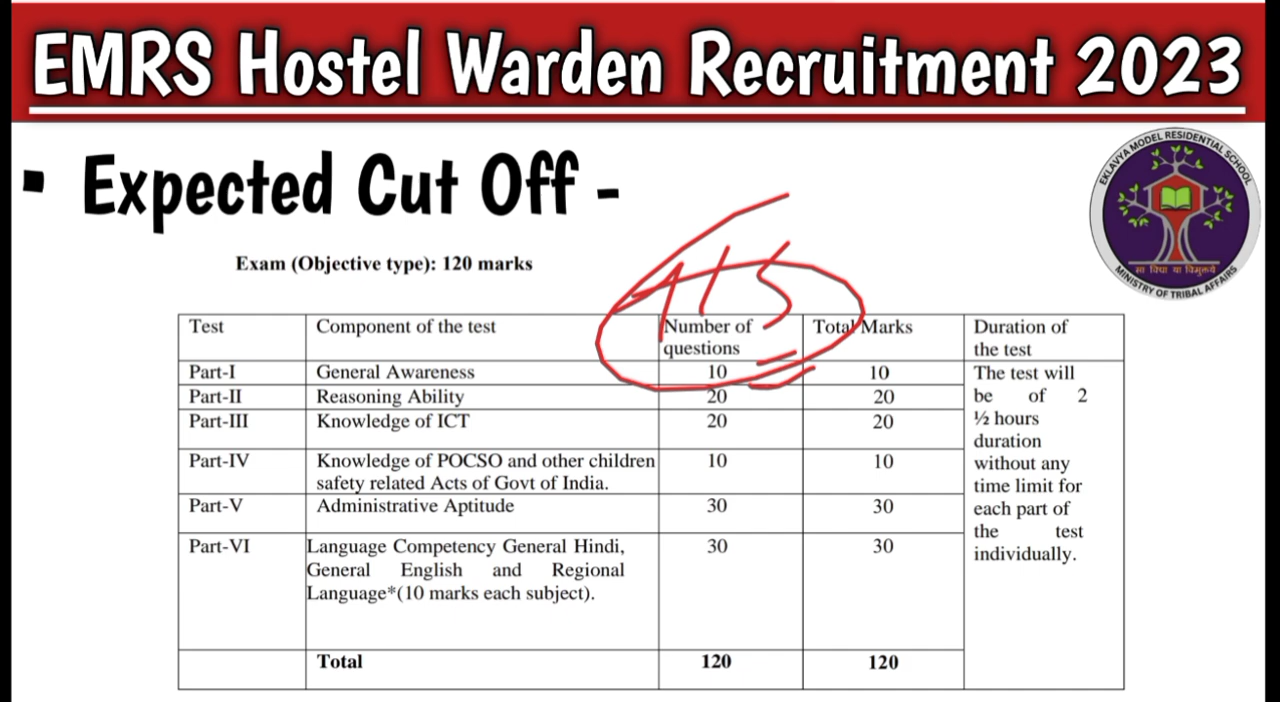 EMRS Hostel Warden Recruitment 2023
▪ Expected Cut Off -
EKLAVYA MODEL RESIDENTIAL SCHOOL
सा विद्या या विमुक्तये
MINISTRY OF TRIBAL AFFAIRS
Exam (Objective type): 120 marks
Test Component of the test Number of questions Total Marks Duration of the test
Part-I General Awareness 10 10 The test will
Part-II Reasoning Ability 20 20 be of 2
Part-III Knowledge of ICT 20 20 ½ hours
duration
Part-IV Knowledge of POCSO and other children 10 10 without any
safety related Acts of Govt of India. time limit for
Part-V Administrative Aptitude 30 30 each part of
the test
Part-VI Language Competency General Hindi, 30 30 individually.
General English and Regional
Language*(10 marks each subject).
Total 120 120